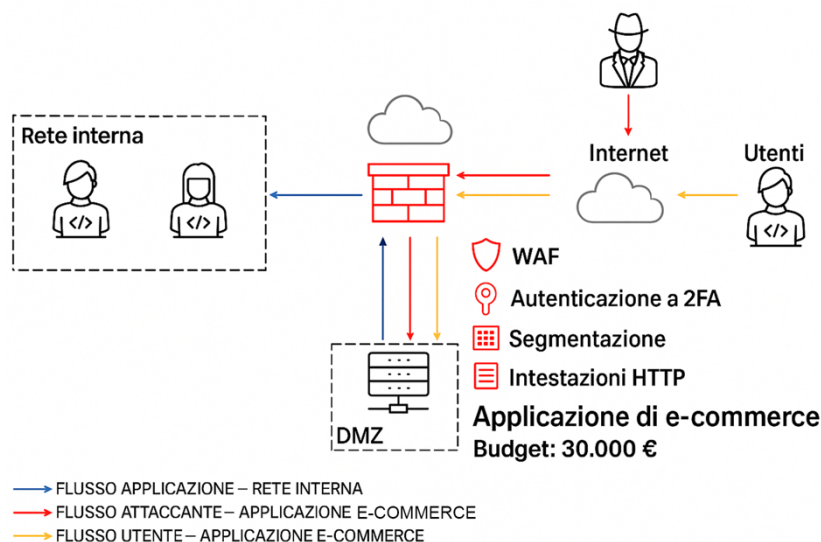 Rete interna
Internet
Utenti
</>
</>
</>
WAF
Autenticazione a 2FA
Segmentazione
Intestazioni HTTP
DMZ
Applicazione di e-commerce
Budget: 30.000 €
FLUSSO APPLICAZIONE – RETE INTERNA
FLUSSO ATTACCANTE – APPLICAZIONE E-COMMERCE
FLUSSO UTENTE – APPLICAZIONE E-COMMERCE